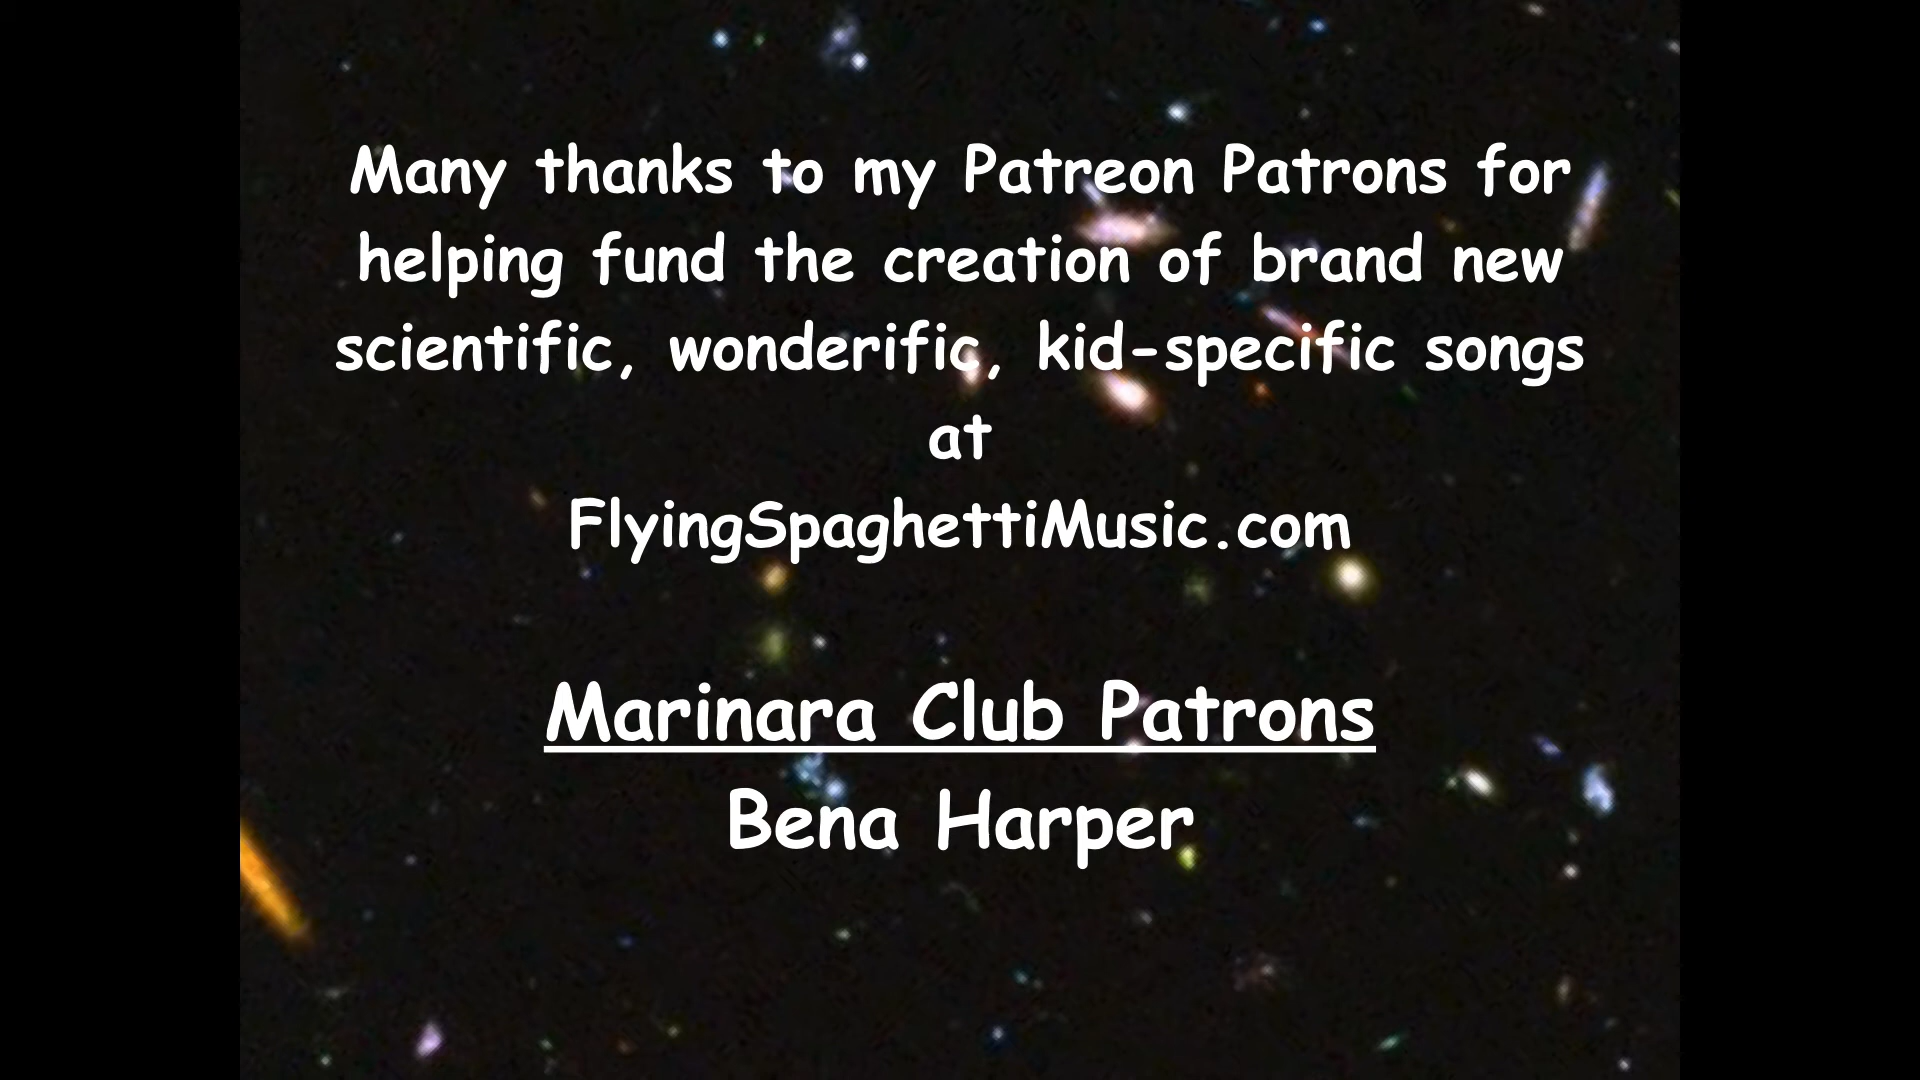 Many thanks to my Patreon Patrons for
helping fund the creation of brand new
scientific, wonderific, kid-specific songs
at
FlyingSpaghettiMusic.com
Marinara Club Patrons
Bena Harper